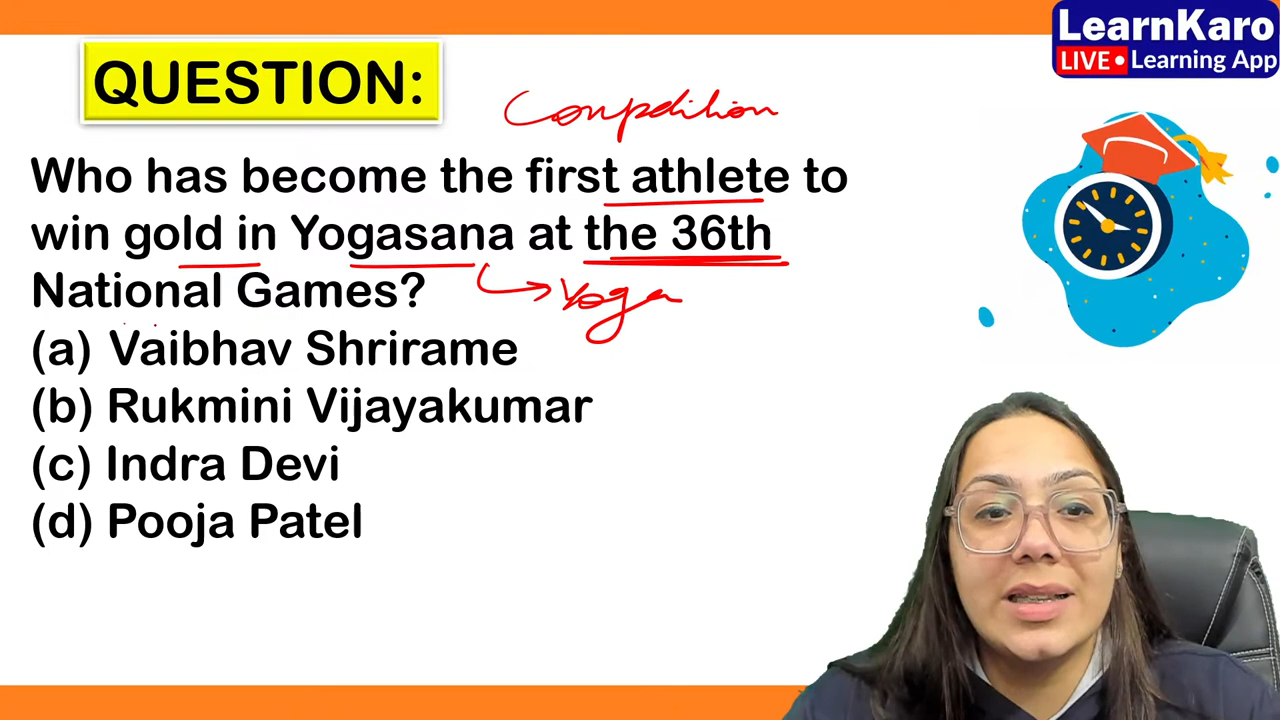 LearnKaro
LIVE • Learning App
QUESTION:
Who has become the first athlete to
win gold in Yogasana at the 36th
National Games?
Yoga
(a) Vaibhav Shrirame
(b) Rukmini Vijayakumar
(c) Indra Devi
(d) Pooja Patel